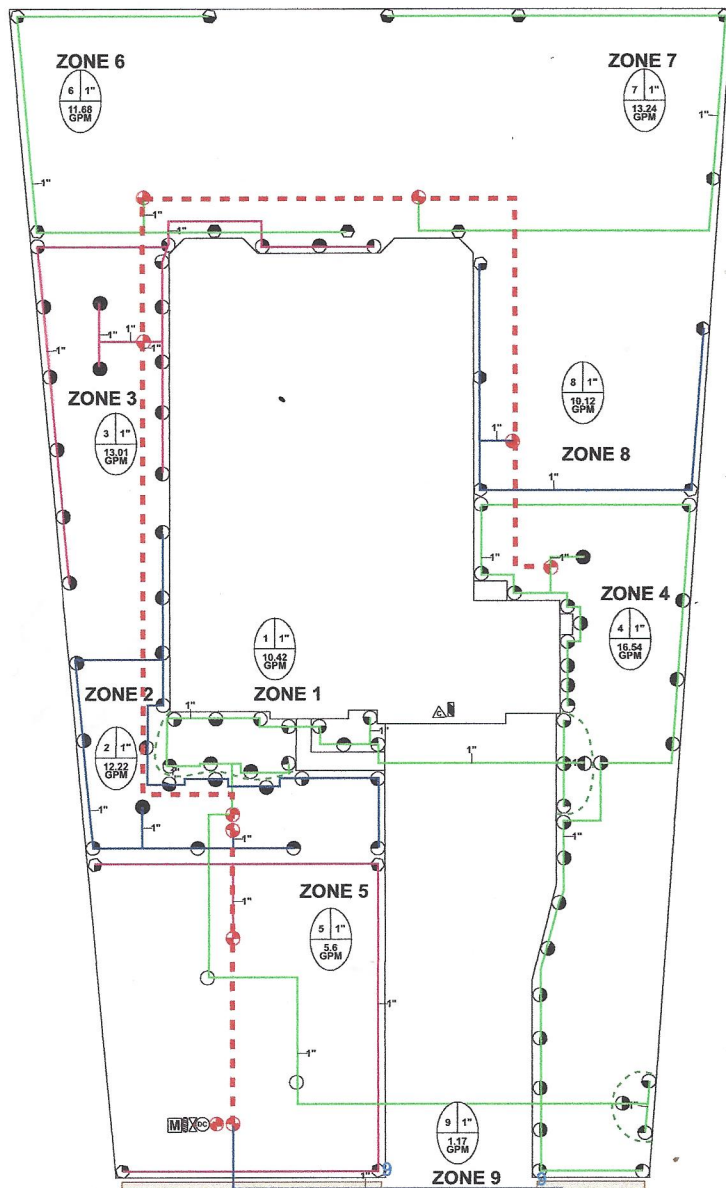 ZONE 6
6 1"
11.68
GPM
ZONE 7
7 1"
13.24
GPM
1"
1"
1"
1"
1"
1"
1"
1"
1"
ZONE 3
3 1"
13.01
GPM
8 1"
10.12
GPM
1"
ZONE 8
1"
1"
ZONE 4
4 1"
16.54
GPM
1 1"
10.42
GPM
ZONE 2
ZONE 1
1"
2 1"
12.22
GPM
1"
1"
1"
1"
1"
ZONE 5
5 1"
5.6
GPM
1"
1"
1"
1"
M
DC
9 1"
1.17
GPM
9
1"
ZONE 9
9